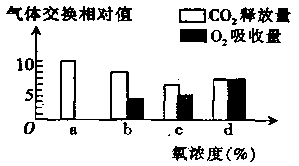 气体交换相对值
CO₂释放量
O₂吸收量
10
5
O
a b c d
氧浓度(%)